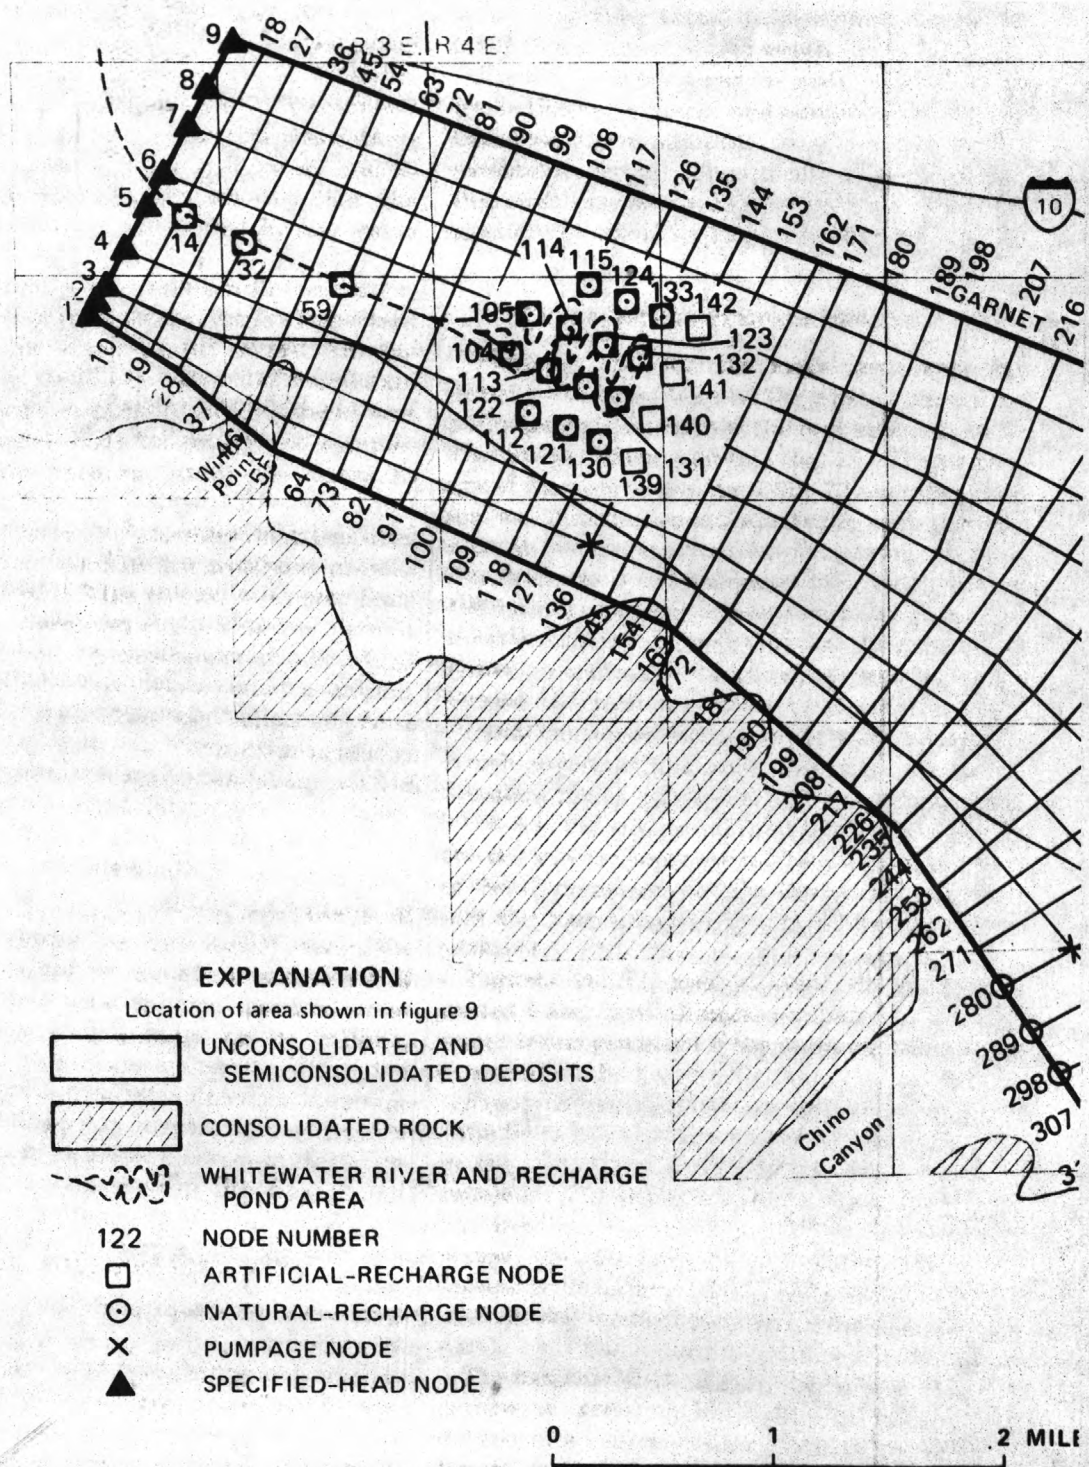 R 3 E. R 4 E.
9 18 27 36 45 54 63 72 81 90 99 108 117 126 135 144 153 162 171 180 189 198 207 216
GARNET
10
8
7
6
5
4
3
2
1
14
32
59
114 115 124 133 142
105 123
104 132
113 141
122 140
112 121 130 139 131
10 19 28 37 46 55 64 73 82 91 100 109 118 127 136 145 154 163 172 181 190 199 208 217 226 235 244 253 262 271 280 289 298 307
Windy
Point
Chino
Canyon
EXPLANATION
Location of area shown in figure 9
UNCONSOLIDATED AND
SEMICONSOLIDATED DEPOSITS
CONSOLIDATED ROCK
WHITEWATER RIVER AND RECHARGE
POND AREA
122 NODE NUMBER
ARTIFICIAL-RECHARGE NODE
NATURAL-RECHARGE NODE
PUMPAGE NODE
SPECIFIED-HEAD NODE
0 1 2 MILE